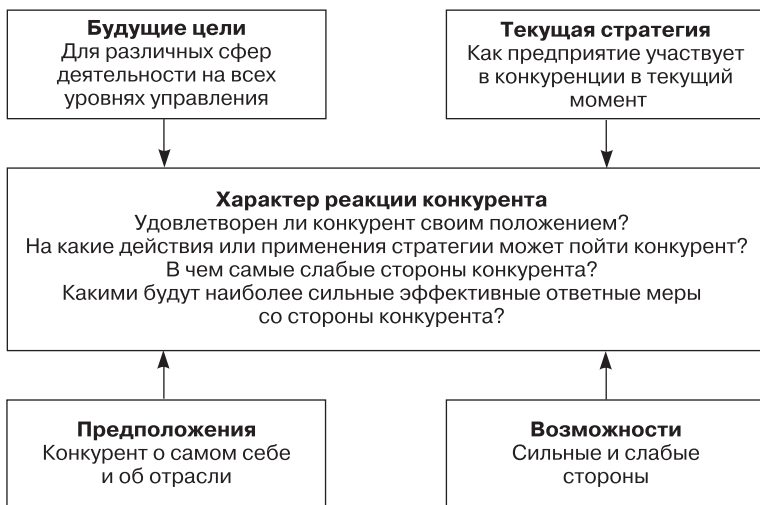 Будущие цели
Для различных сфер
деятельности на всех
уровнях управления
Текущая стратегия
Как предприятие участвует
в конкуренции в текущий
момент
Характер реакции конкурента
Удовлетворен ли конкурент своим положением?
На какие действия или применения стратегии может пойти конкурент?
В чем самые слабые стороны конкурента?
Какими будут наиболее сильные эффективные ответные меры
со стороны конкурента?
Предположения
Конкурент о самом себе
и об отрасли
Возможности
Сильные и слабые
стороны